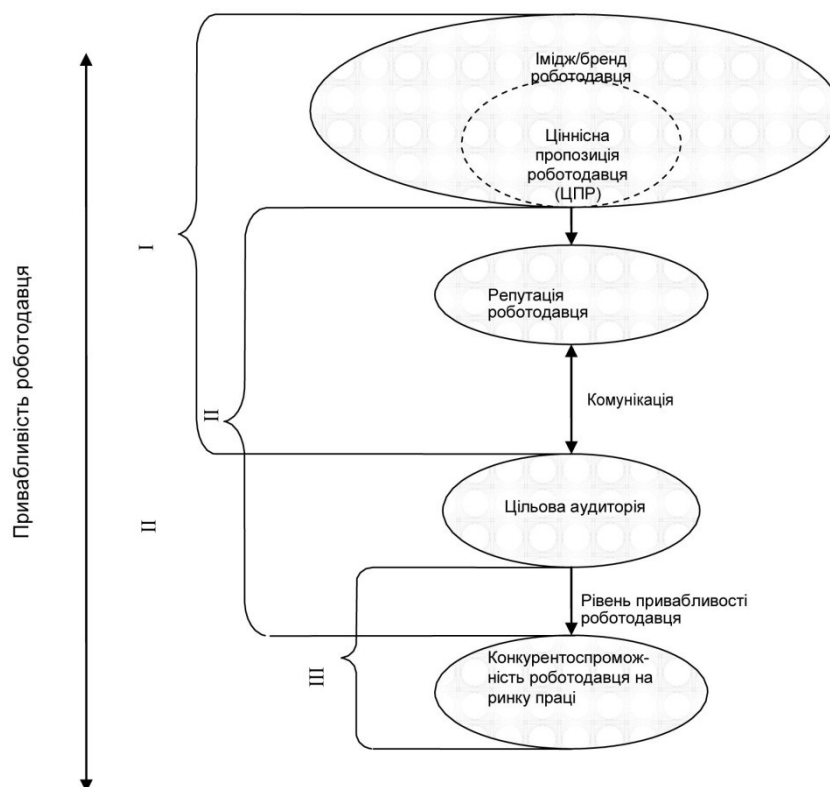 Імідж/бренд
роботодавця
Ціннісна
пропозиція
роботодавця
(ЦПР)
I
Репутація
роботодавця
Привабливість роботодавця
Комунікація
II
Цільова аудиторія
II
Рівень привабливості
роботодавця
Конкурентоспромож-
ність роботодавця на
ринку праці
III